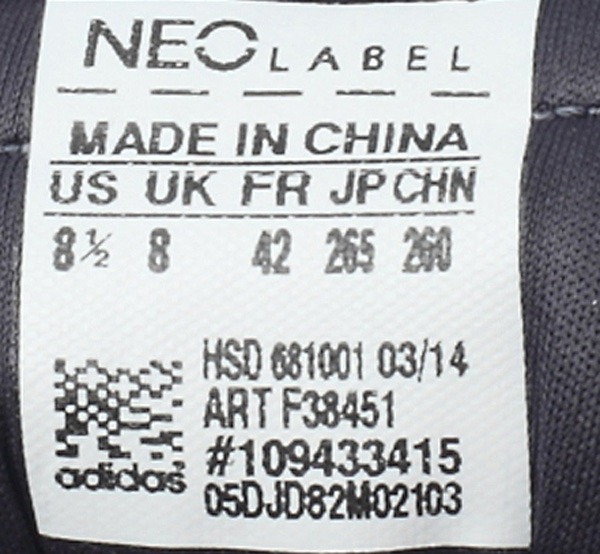 NEO LABEL
MADE IN CHINA
US UK FR JP CHN
8½ 8 42 265 260
HSD 681001 03/14
ART F38451
#109433415
adidas
05DJD82M02103